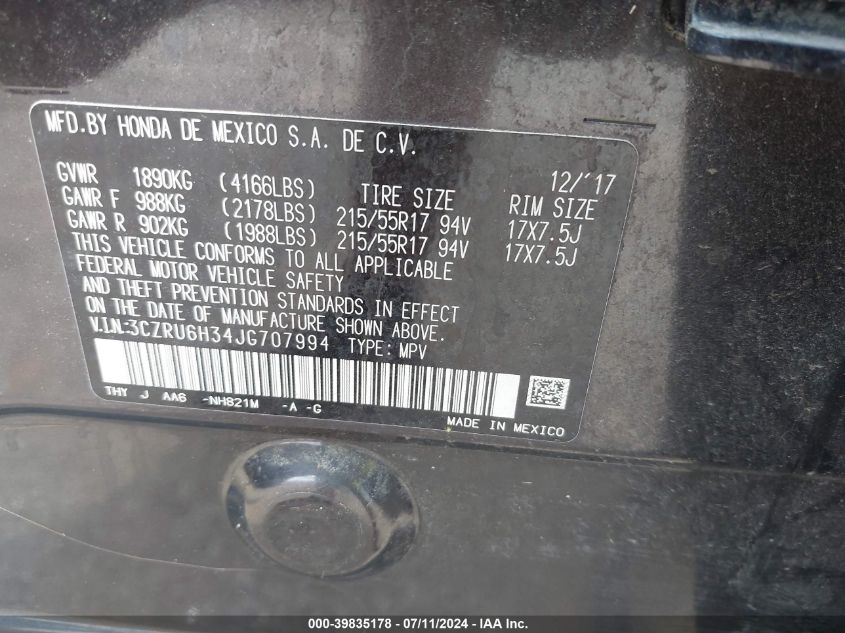 MFD.BY HONDA DE MEXICO S.A. DE C.V.
12/'17
GVWR 1890KG (4166LBS) TIRE SIZE RIM SIZE
GAWR F 988KG (2178LBS) 215/55R17 94V 17X7.5J
GAWR R 902KG (1988LBS) 215/55R17 94V 17X7.5J
THIS VEHICLE CONFORMS TO ALL APPLICABLE
FEDERAL MOTOR VEHICLE SAFETY
AND THEFT PREVENTION STANDARDS IN EFFECT
ON THE DATE OF MANUFACTURE SHOWN ABOVE.
V.I.N:3CZRU6H34JG707994 TYPE: MPV
THY J AA6 -NH821M -A -G
MADE IN MEXICO
000-39835178 - 07/11/2024 - IAA Inc.